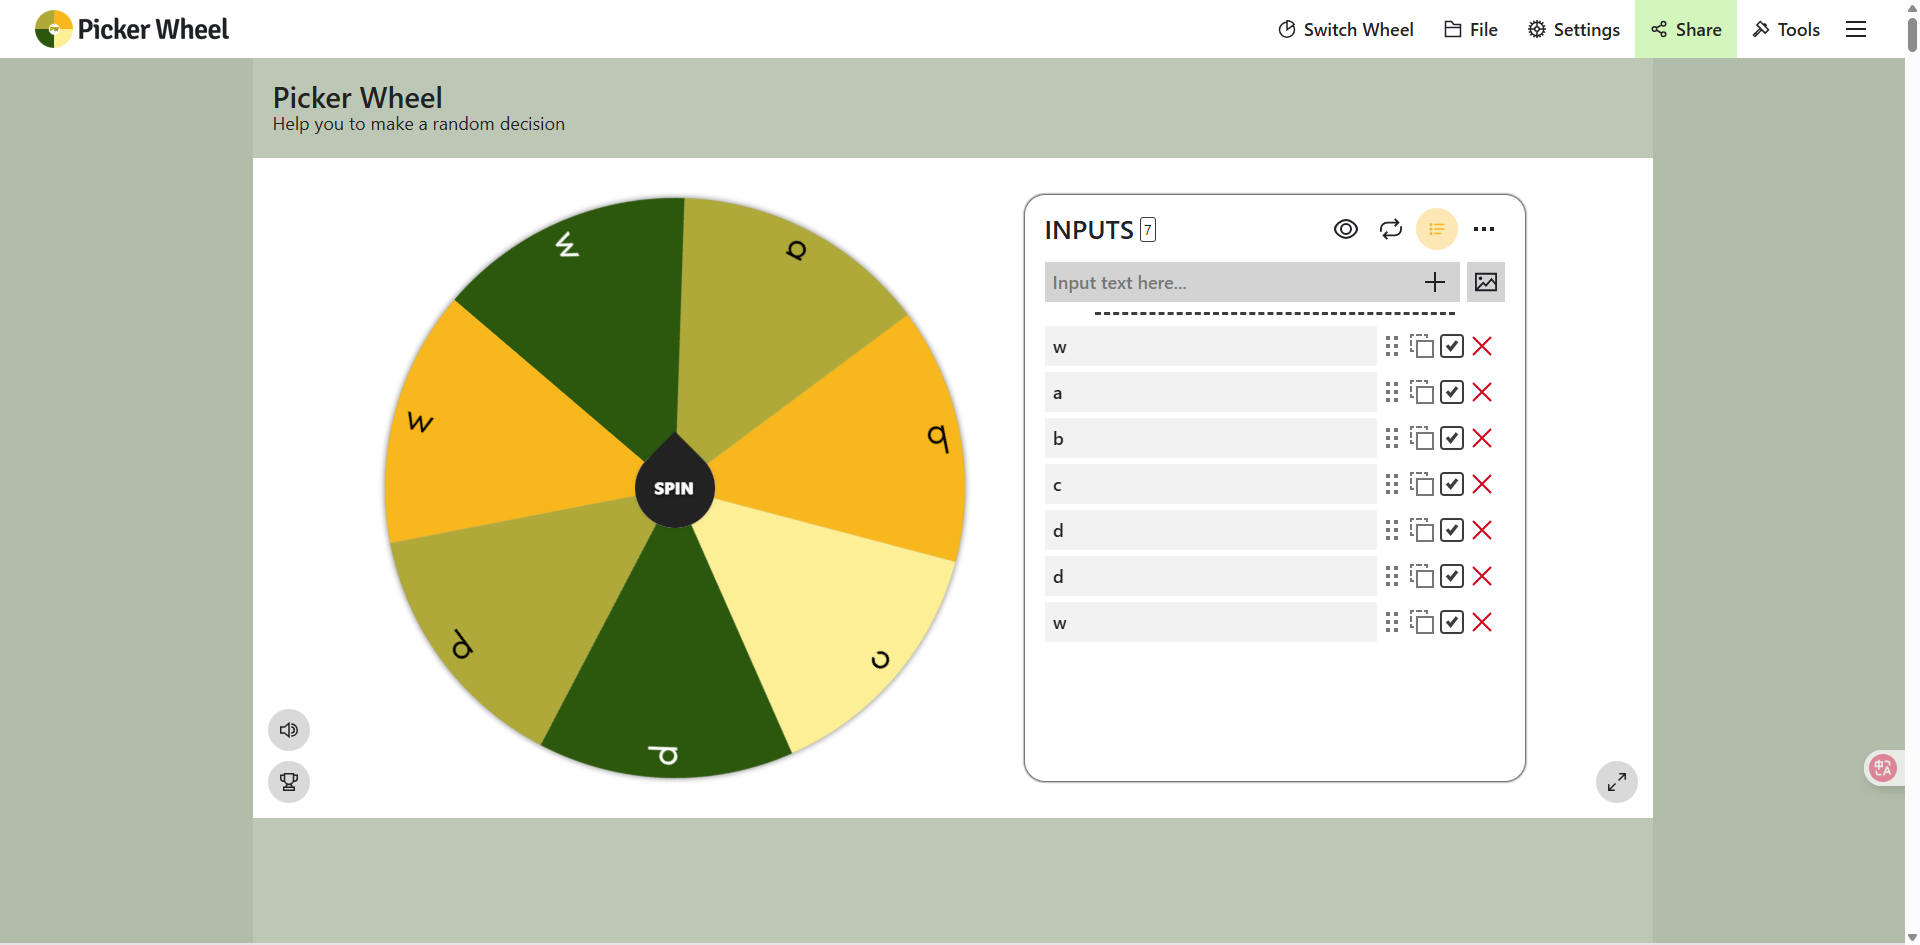 Picker Wheel
Switch Wheel
File
Settings
Share
Tools
Picker Wheel
Help you to make a random decision
w
a
b
c
d
d
w
SPIN
INPUTS 7
Input text here...
w
a
b
c
d
d
w